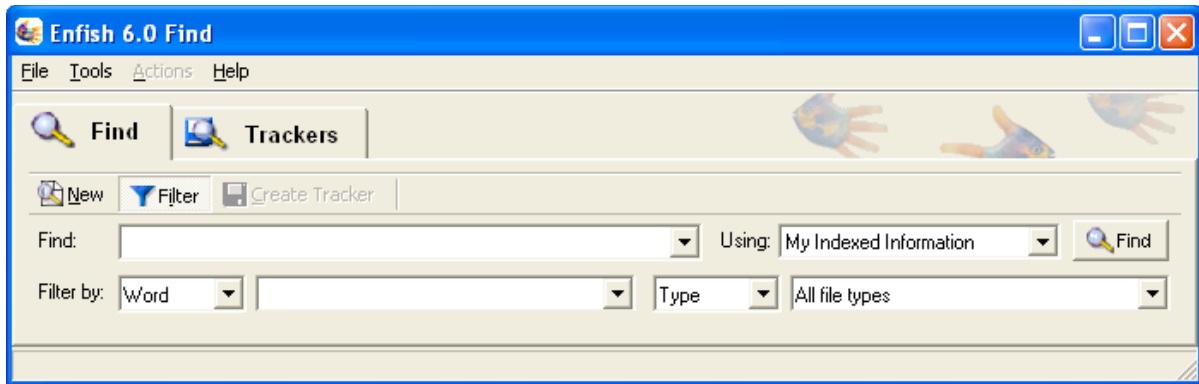 Enfish 6.0 Find
File Tools Actions Help
Find Trackers
New Filter Create Tracker
Find: Using: My Indexed Information Find
Filter by: Word Type All file types